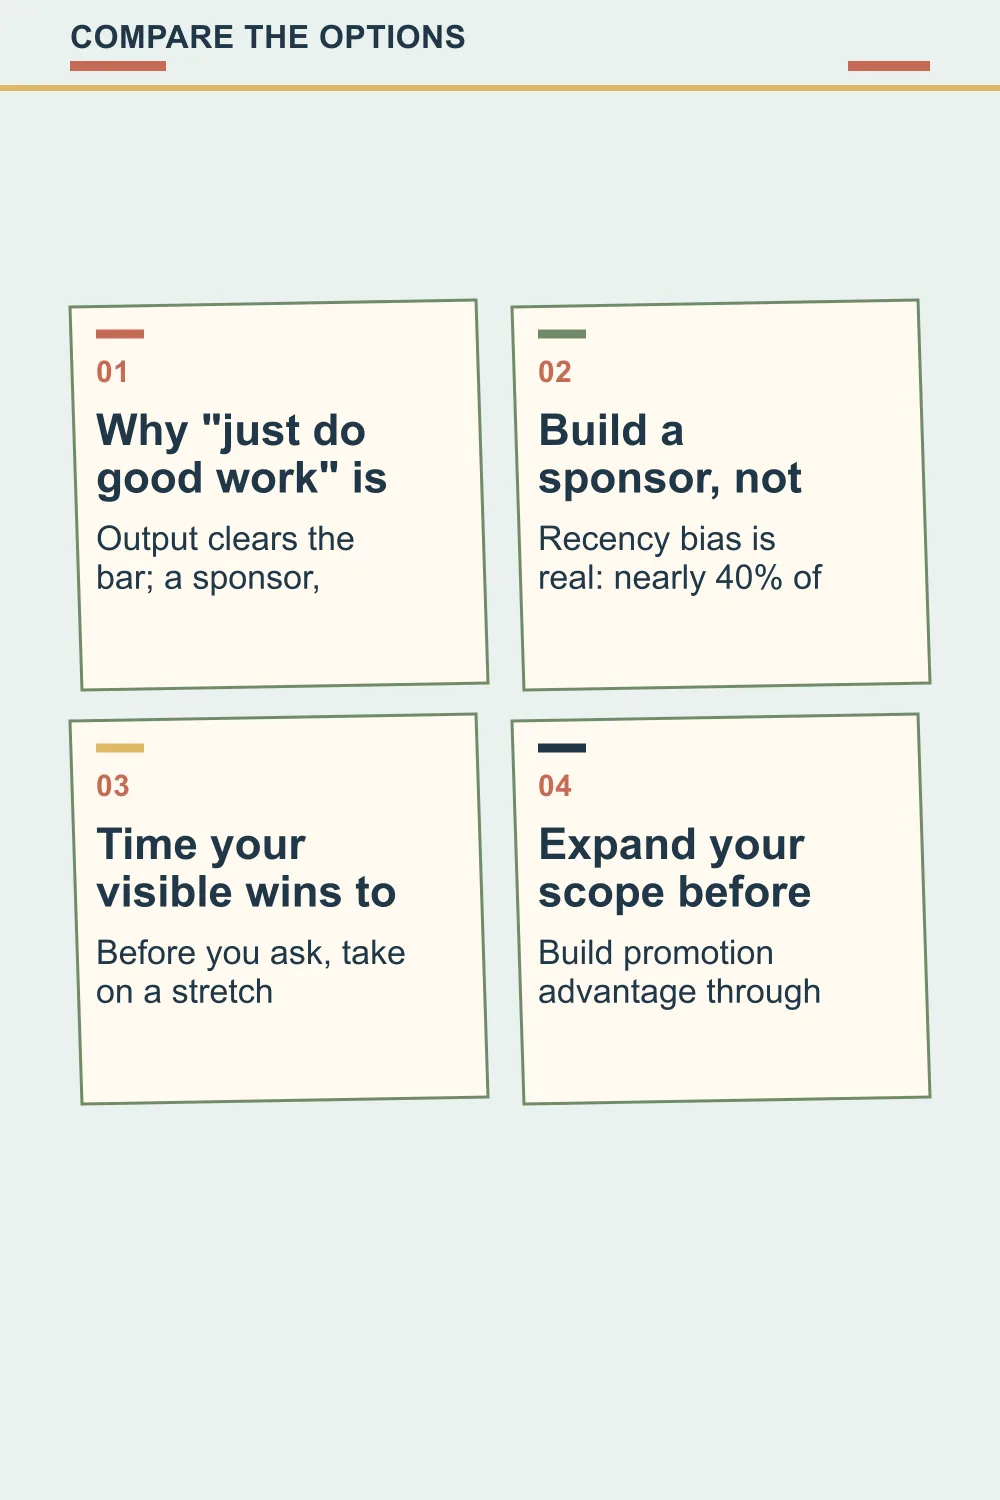 COMPARE THE OPTIONS
01
Why "just do
good work" is
Output clears the
bar; a sponsor,
02
Build a
sponsor, not
Recency bias is
real: nearly 40% of
03
Time your
visible wins to
Before you ask, take
on a stretch
04
Expand your
scope before
Build promotion
advantage through